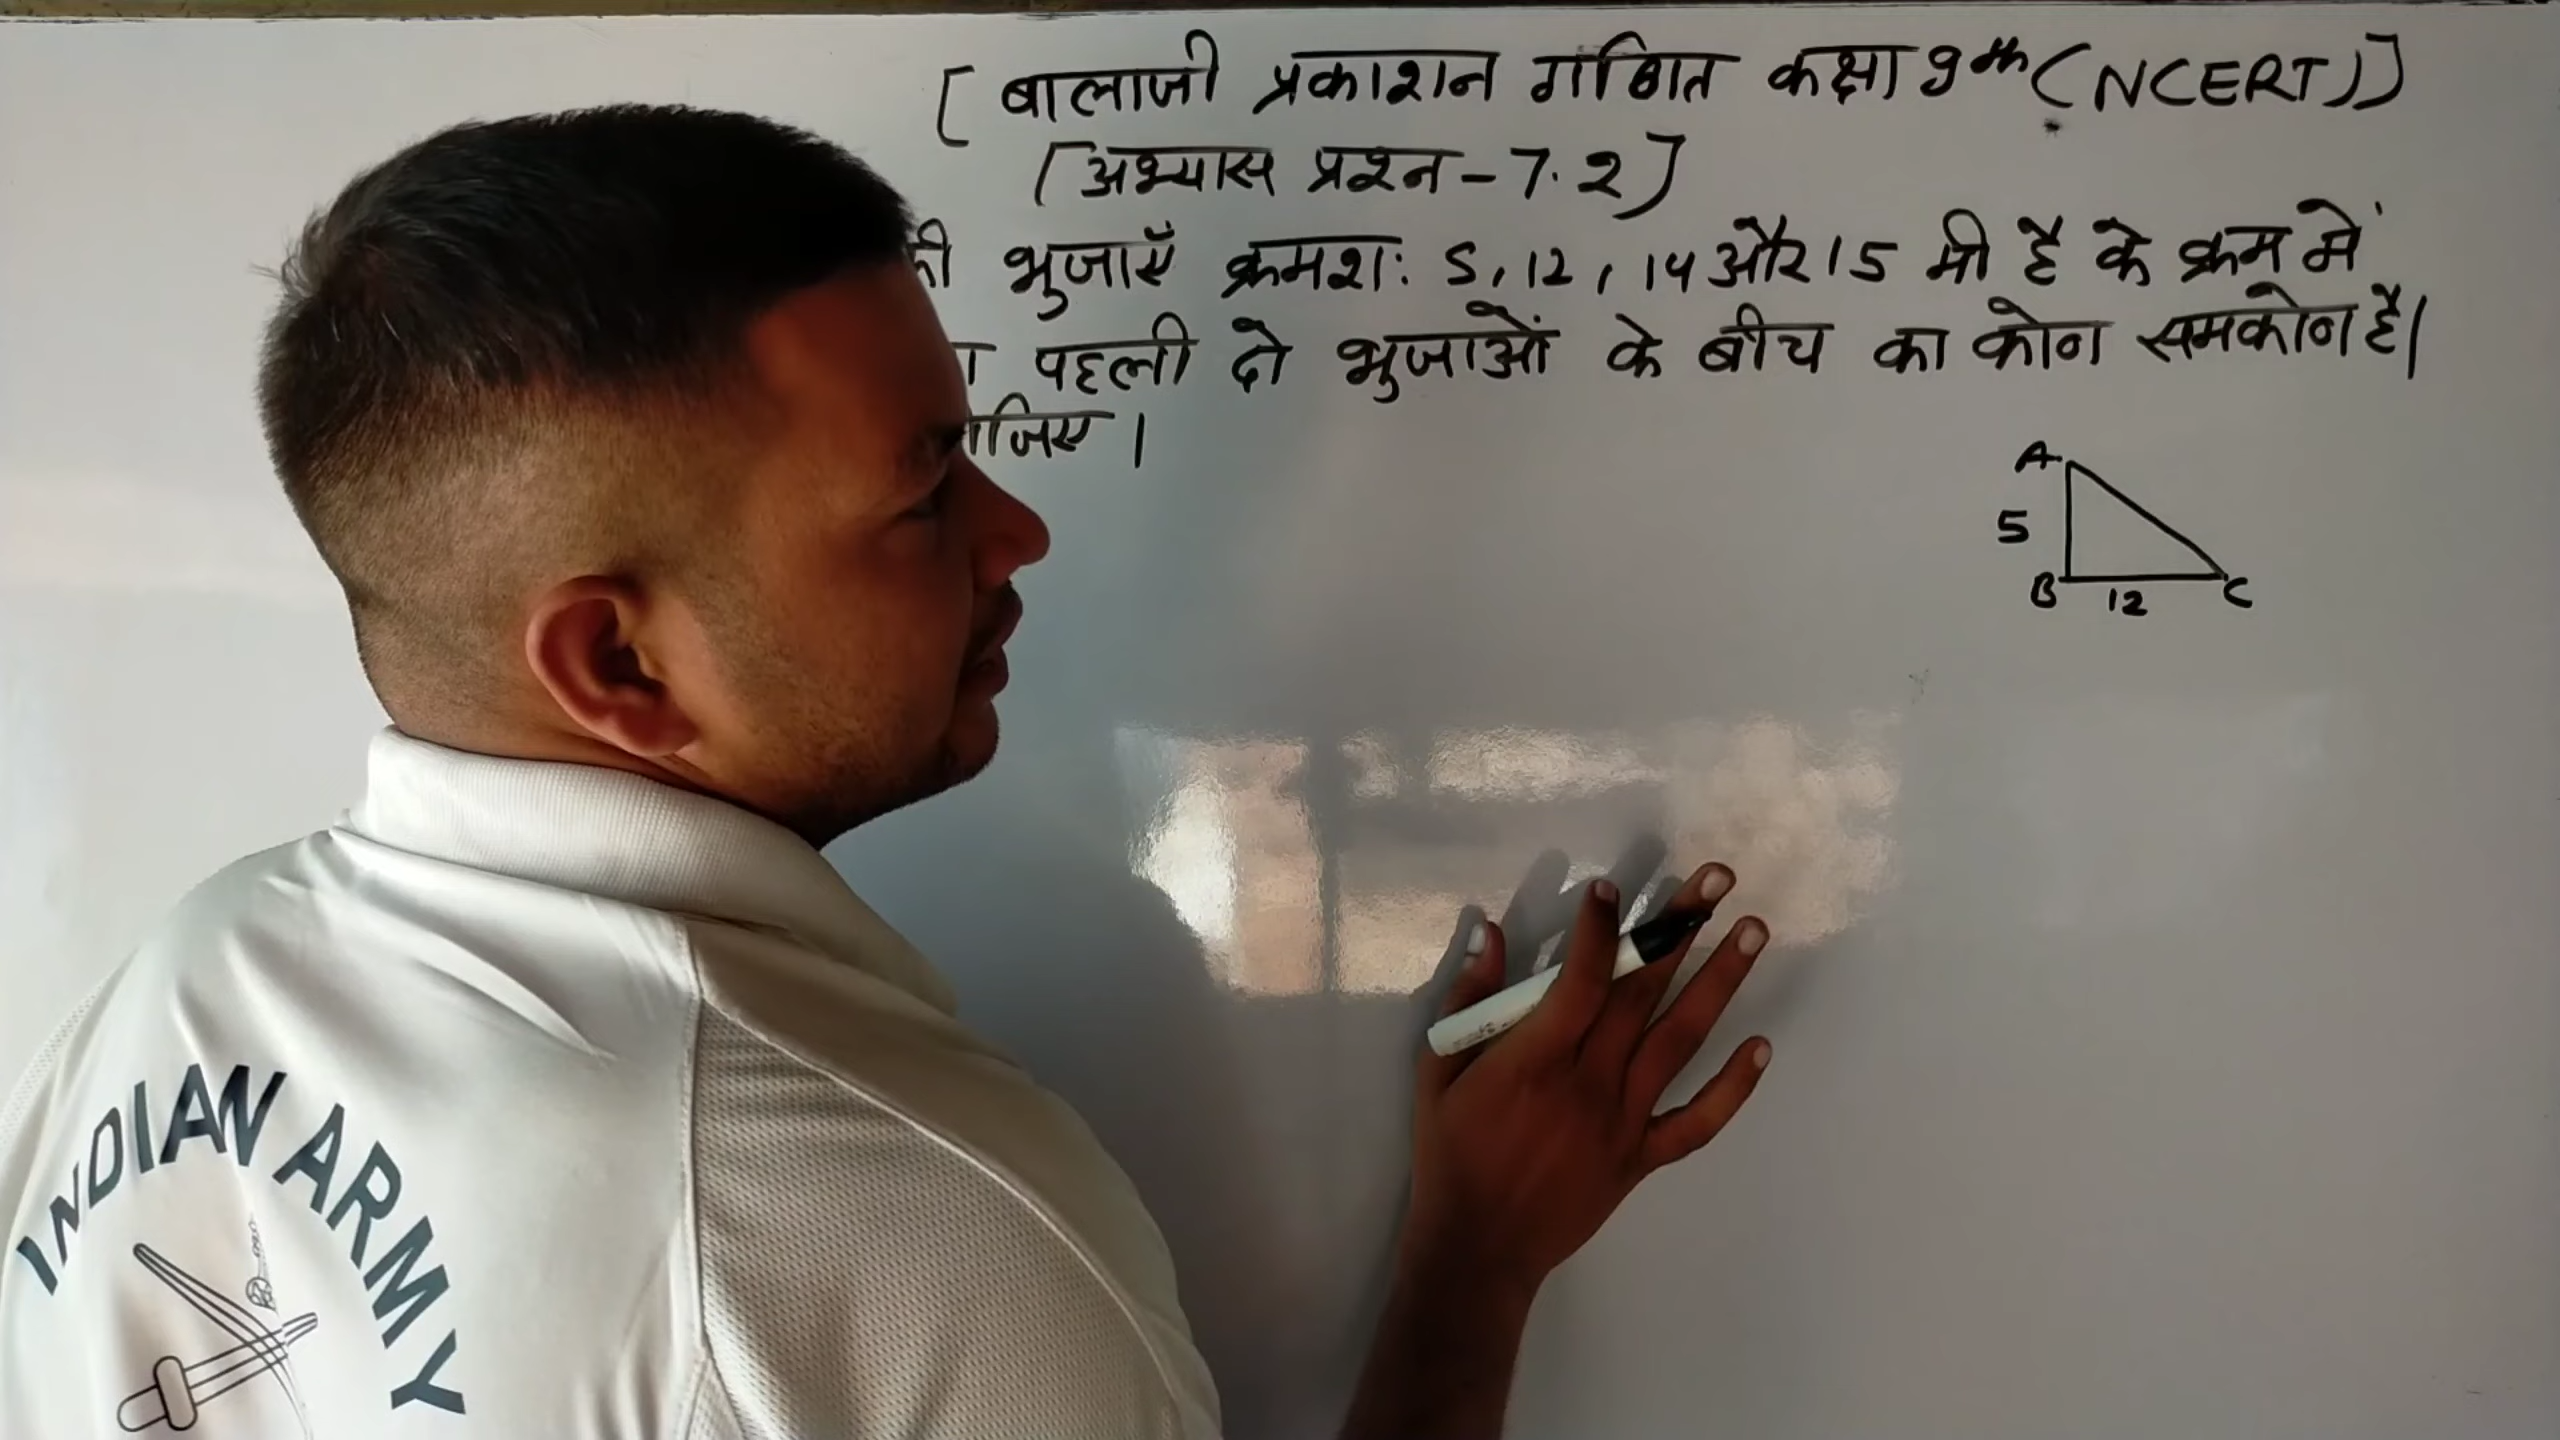 [ बालाजी प्रकाशन गणित कक्षा 9th (NCERT)]
[अभ्यास प्रश्न - 7.2]
की भुजाएँ क्रमश: 5, 12, 14 और 15 मी है के क्रम में
पहली दो भुजाओं के बीच का कोण समकोण है।
A
5
B 12 C
INDIAN ARMY